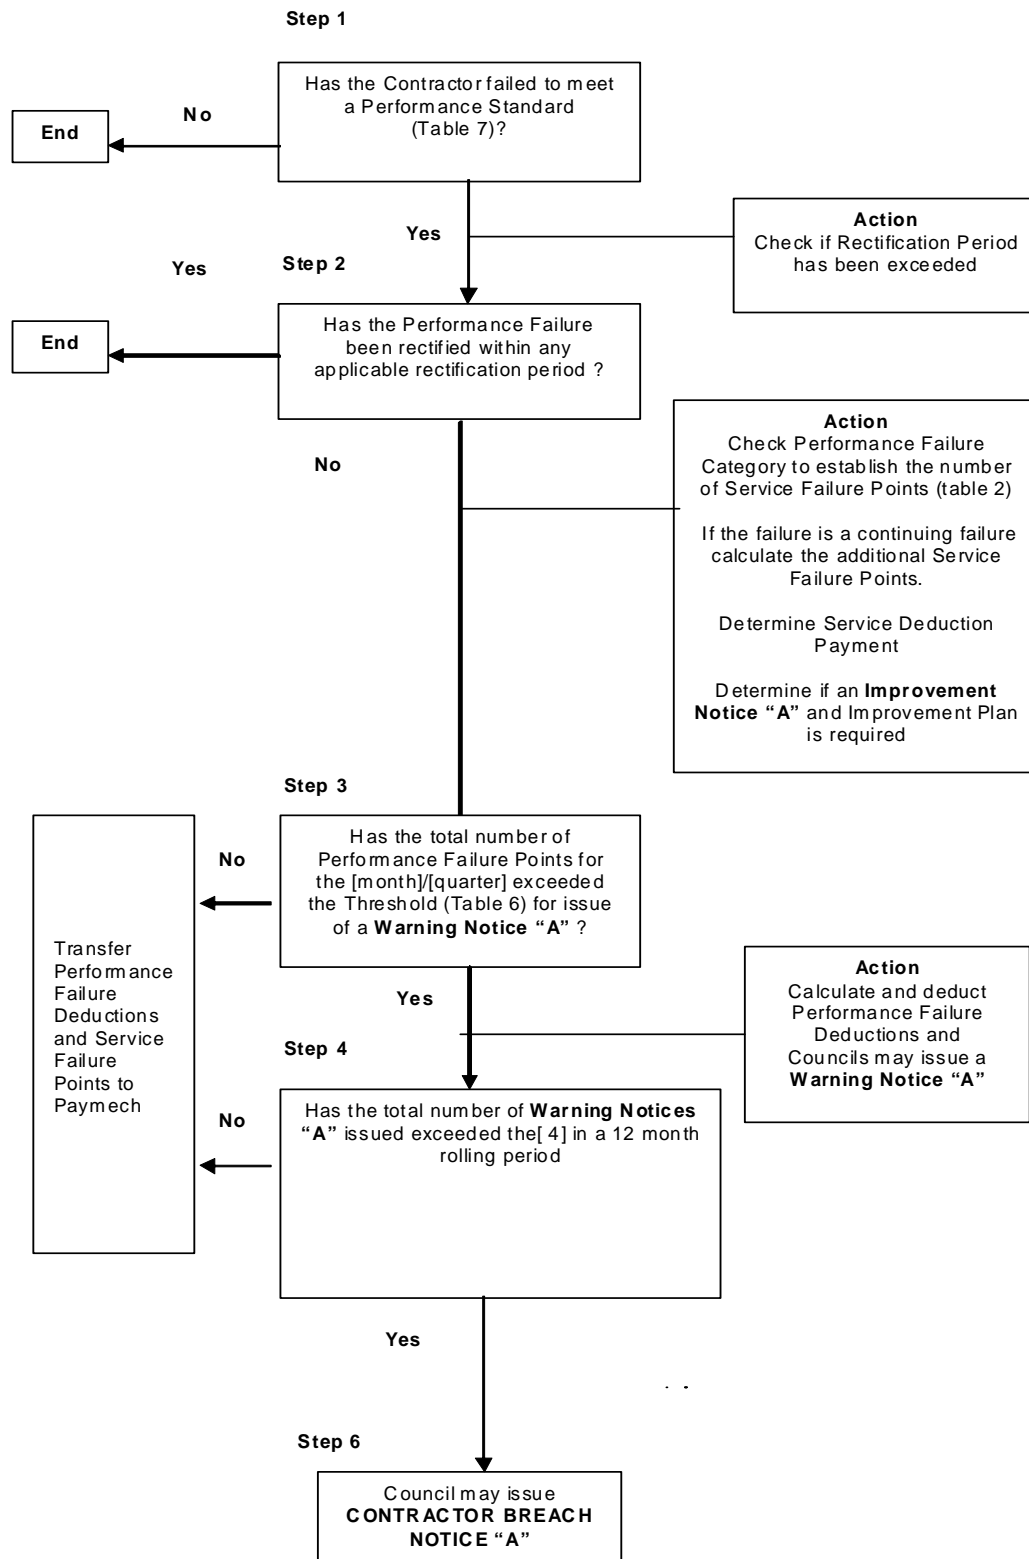 Step 1
Has the Contractor failed to meet
a Performance Standard
(Table 7)?
No
End
Yes
Action
Check if Rectification Period
has been exceeded
Step 2
Yes
End
Has the Performance Failure
been rectified within any
applicable rectification period ?
No
Action
Check Performance Failure
Category to establish the number
of Service Failure Points (table 2)
If the failure is a continuing failure
calculate the additional Service
Failure Points.
Determine Service Deduction
Payment
Determine if an Improvement
Notice “A” and Improvement Plan
is required
Step 3
Has the total number of
Performance Failure Points for
the [month]/[quarter] exceeded
the Threshold (Table 6) for issue
of a Warning Notice “A” ?
No
Transfer
Performance
Failure
Deductions
and Service
Failure
Points to
Paymech
Yes
Action
Calculate and deduct
Performance Failure
Deductions and
Councils may issue a
Warning Notice “A”
Step 4
Has the total number of Warning Notices
“A” issued exceeded the[ 4] in a 12 month
rolling period
No
Yes
Step 6
Council may issue
CONTRACTOR BREACH
NOTICE “A”